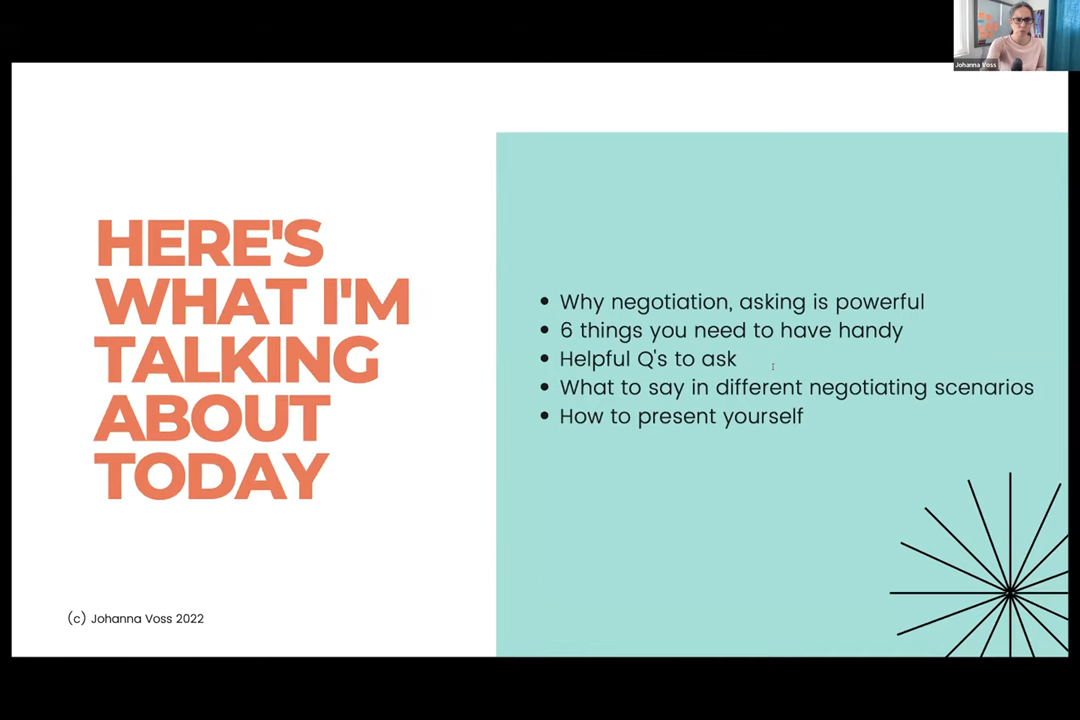 Johanna Voss
HERE'S
WHAT I'M
TALKING
ABOUT
TODAY
• Why negotiation, asking is powerful
• 6 things you need to have handy
• Helpful Q's to ask
• What to say in different negotiating scenarios
• How to present yourself
(c) Johanna Voss 2022